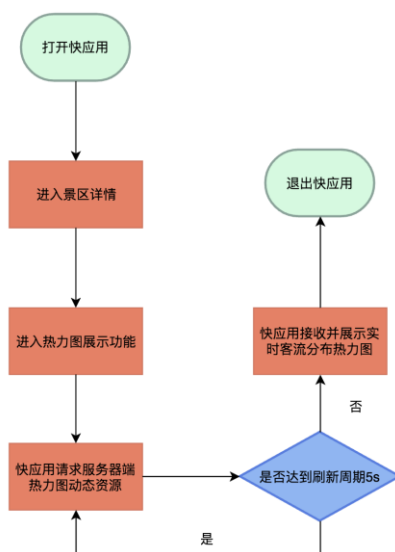 打开快应用
进入景区详情
进入热力图展示功能
快应用请求服务器端
热力图动态资源
是否达到刷新周期5s
是
否
快应用接收并展示实
时客流分布热力图
退出快应用